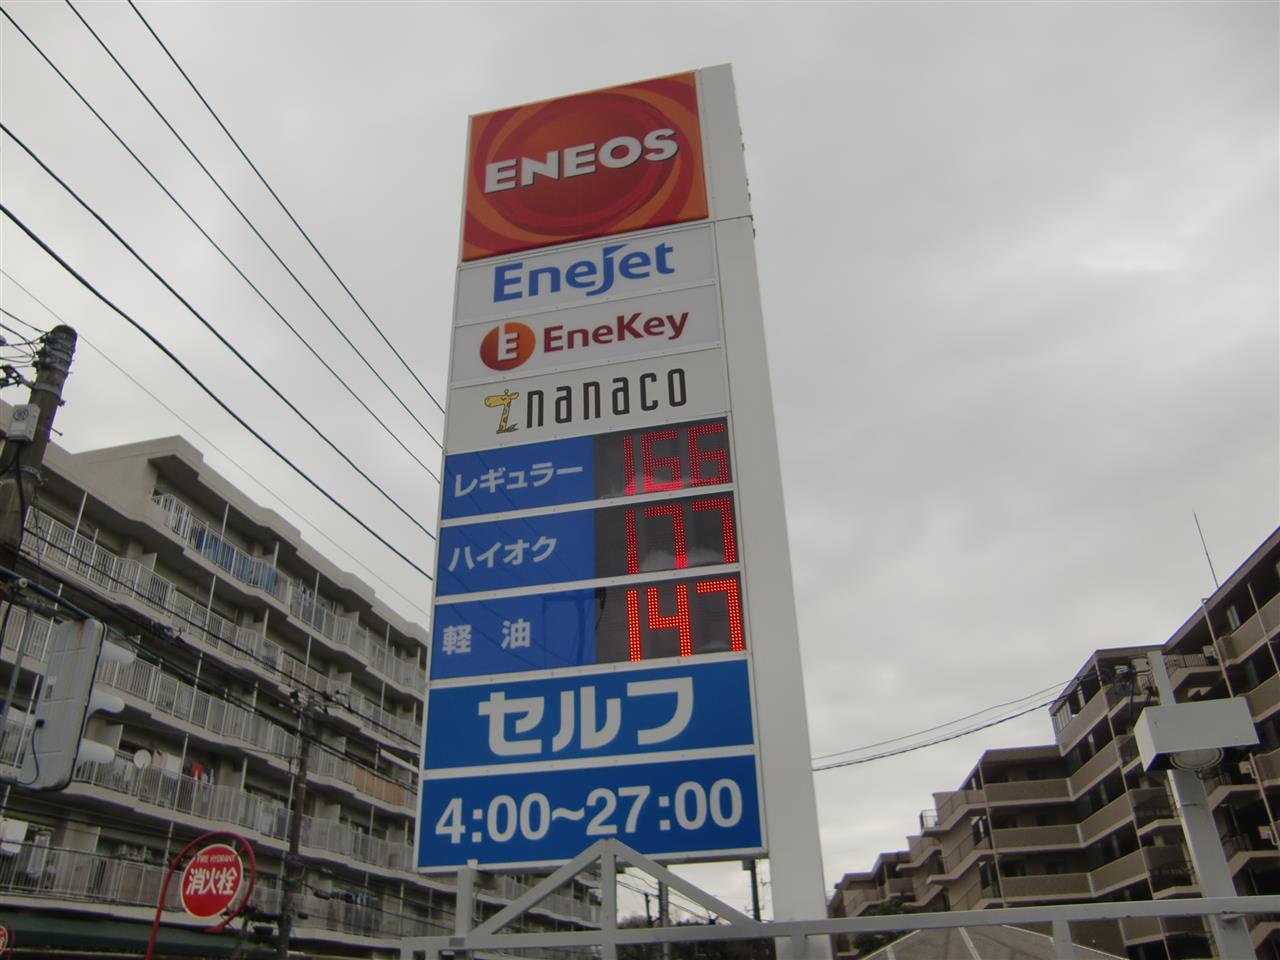 ENEOS
EneJet
E EneKey
nanaco
レギュラー 166
ハイオク 177
軽油 147
セルフ
4:00～27:00
FIRE HYDRANT
消火栓